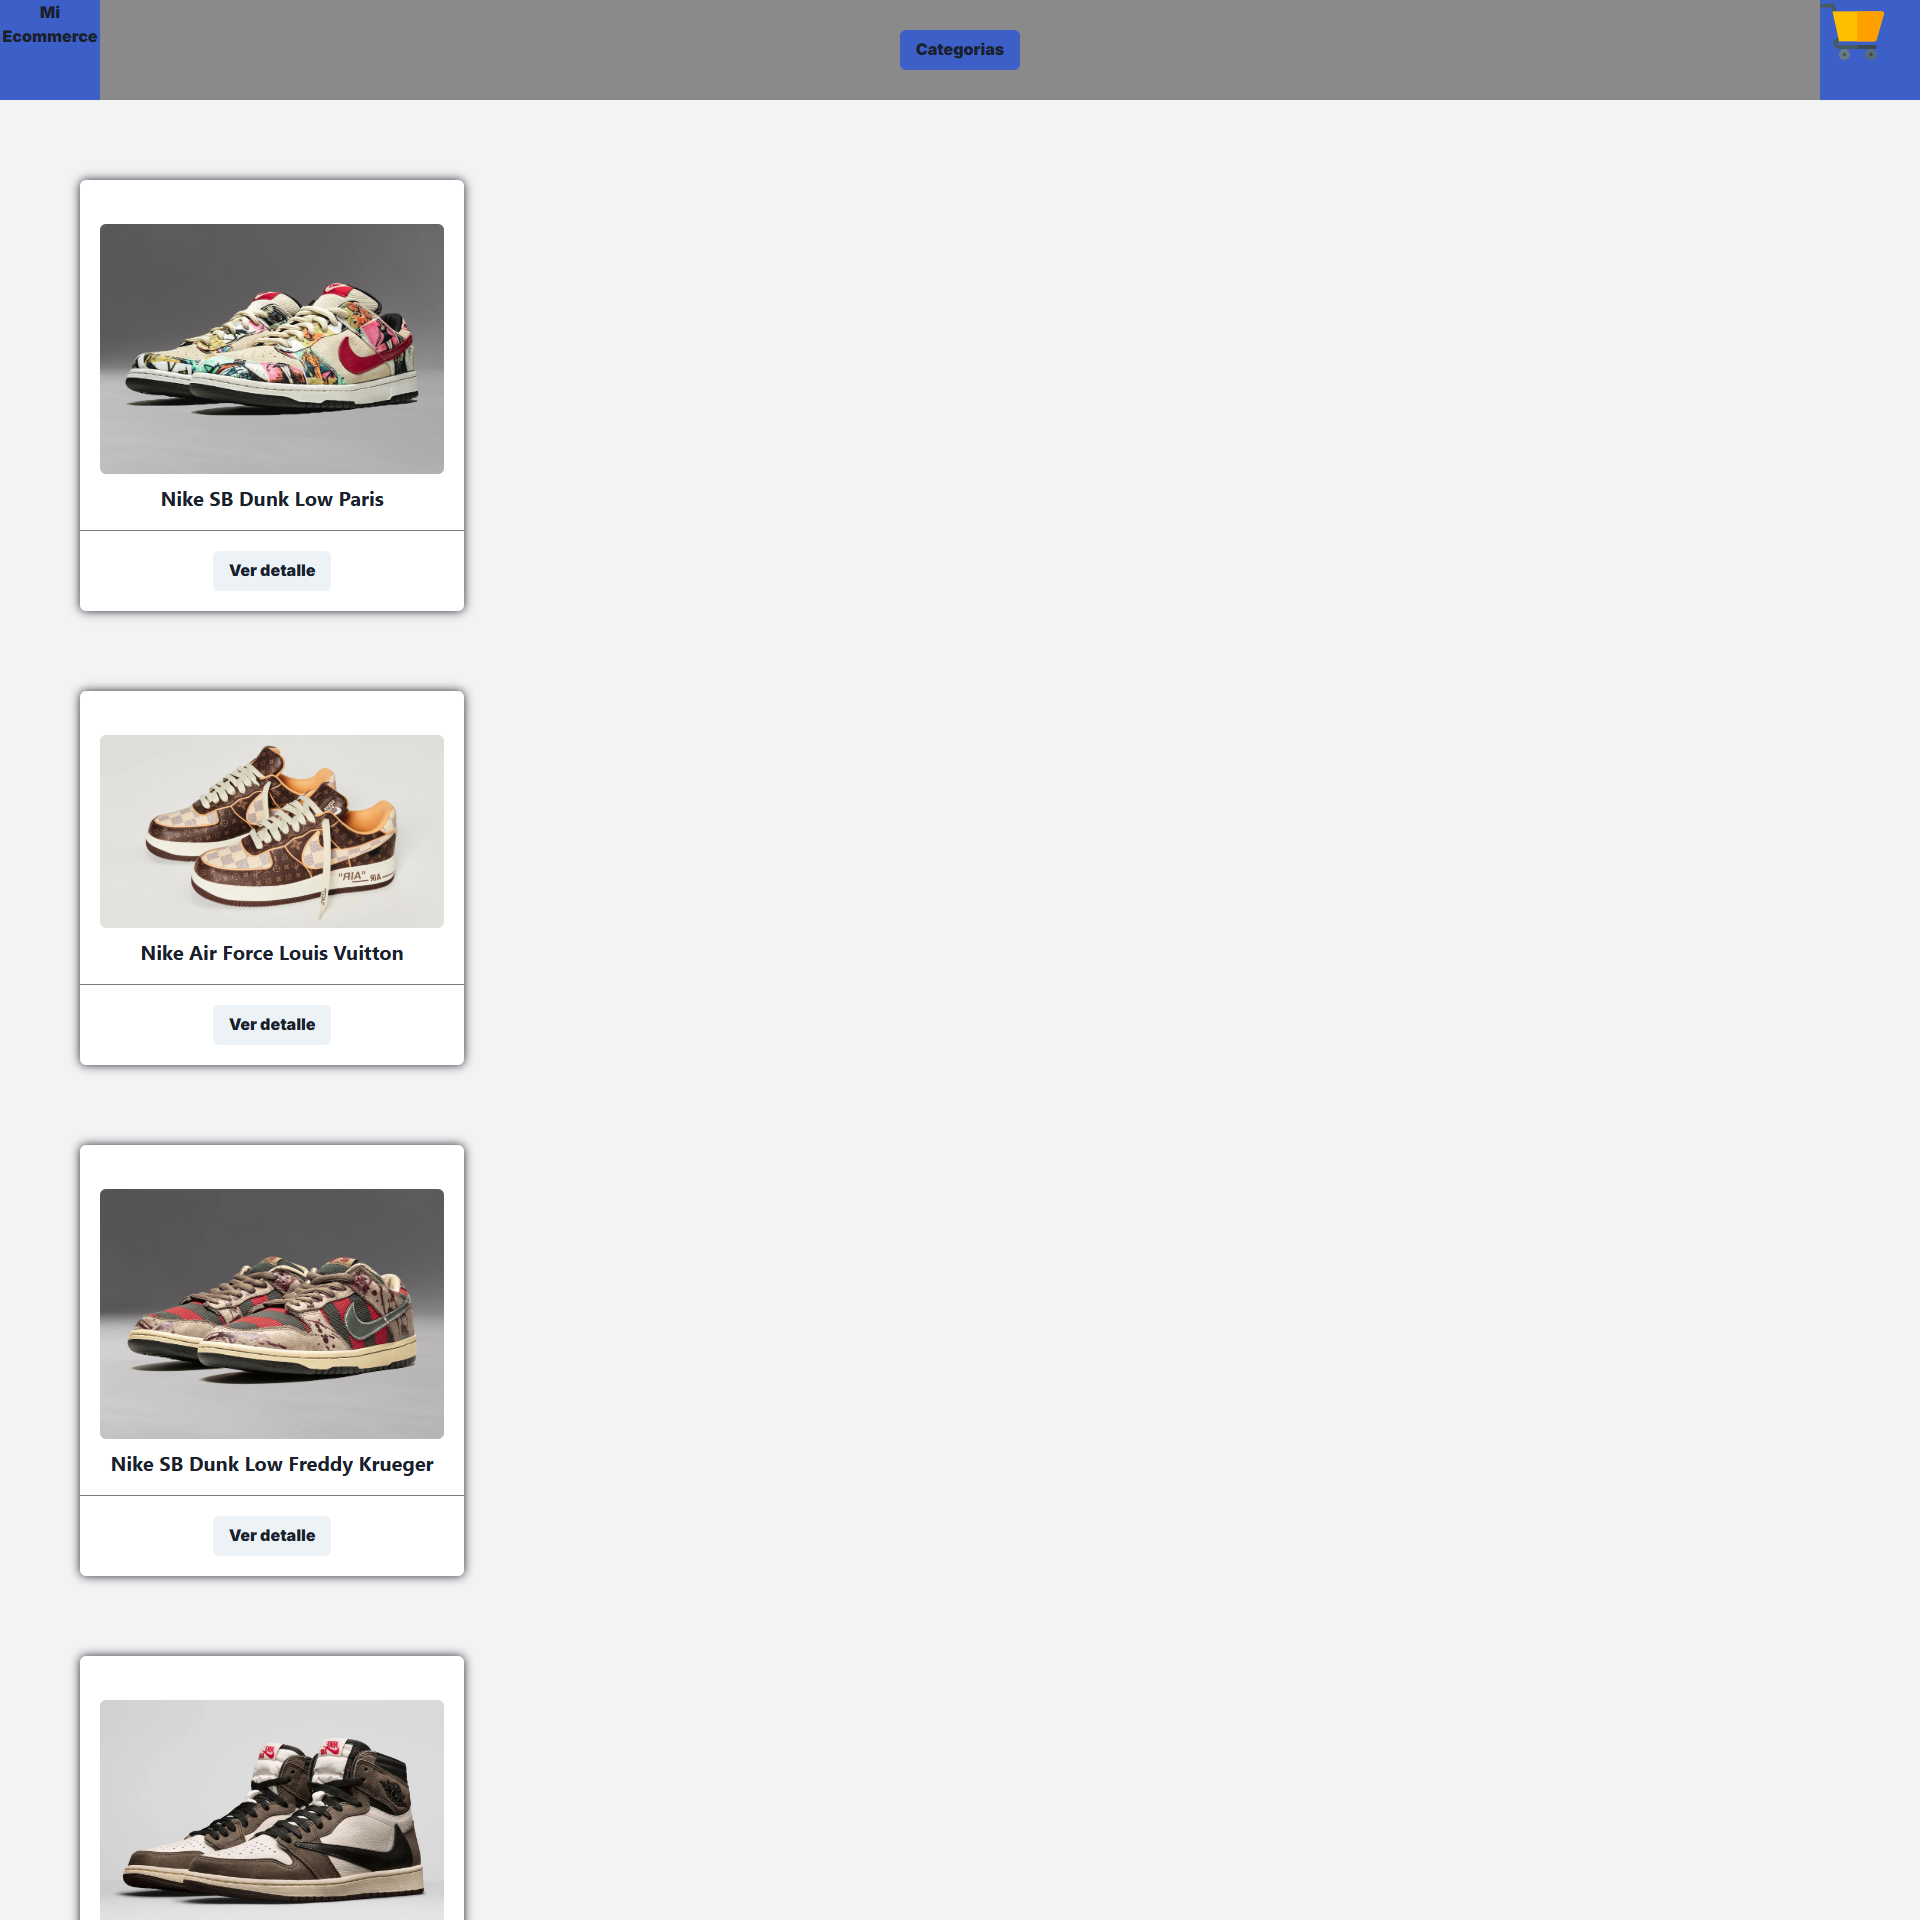 Mi
Ecommerce
Categorias
Nike SB Dunk Low Paris
Ver detalle
"AIR" AIR
Nike Air Force Louis Vuitton
Ver detalle
Nike SB Dunk Low Freddy Krueger
Ver detalle